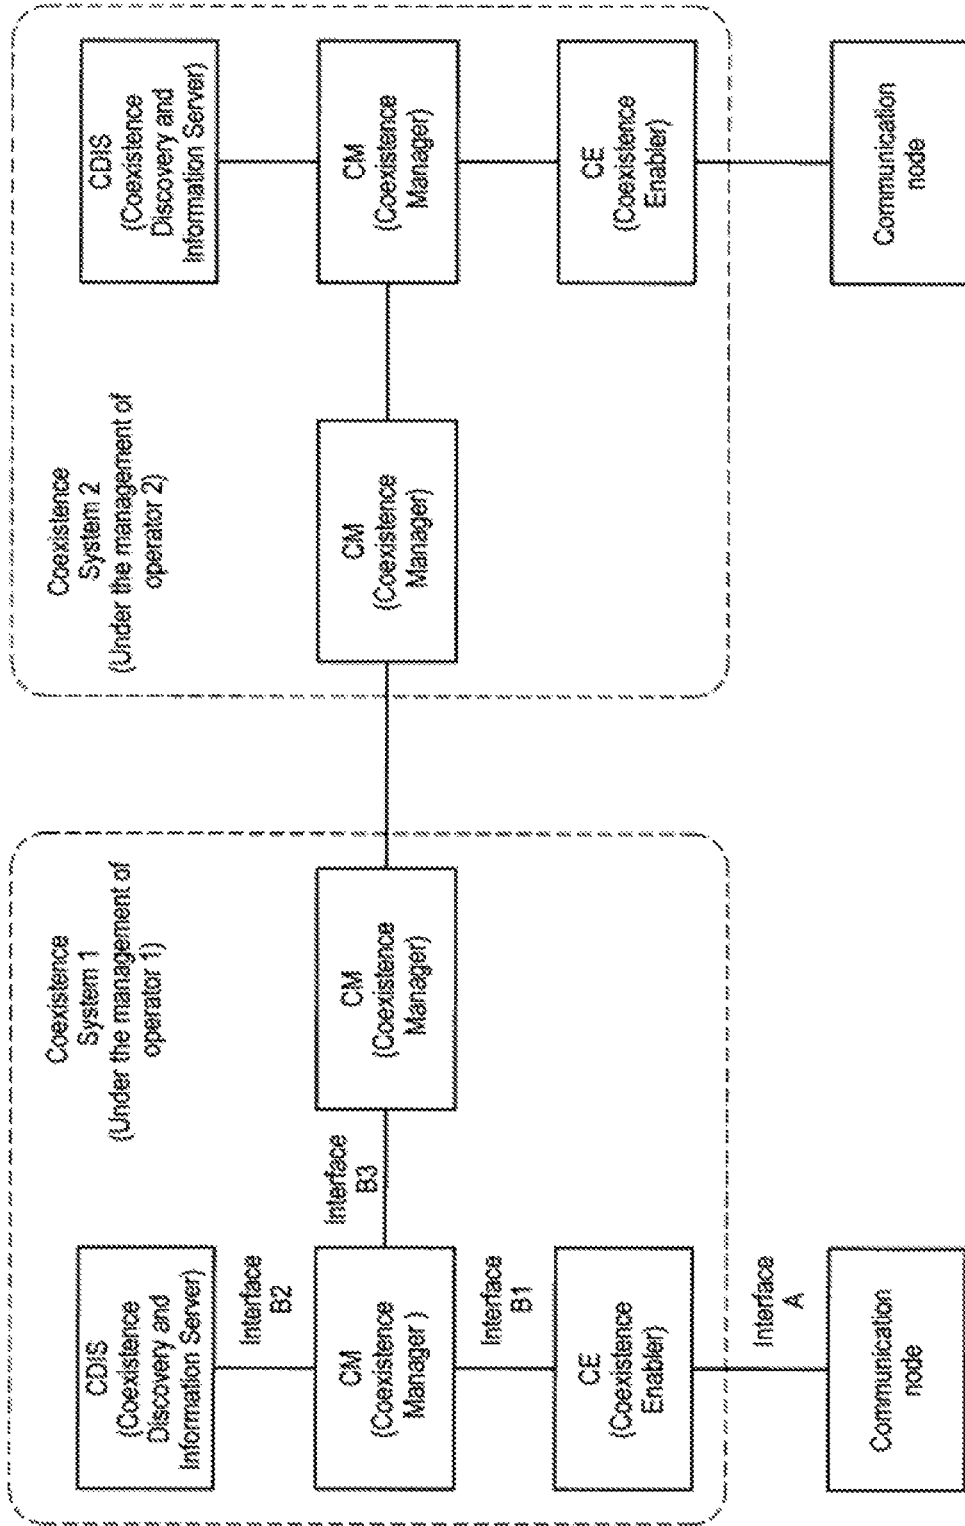 Coexistence
System 1
(Under the management of
operator 1)
CDIS
(Coexistence
Discovery and
Information Server)
Interface
B2
CM
(Coexistence
Manager )
Interface
B3
CM
(Coexistence
Manager)
Interface
B1
CE
(Coexistence
Enabler)
Interface
A
Communication
node
Coexistence
System 2
(Under the management of
operator 2)
CM
(Coexistence
Manager)
CDIS
(Coexistence
Discovery and
Information Server)
CM
(Coexistence
Manager)
CE
(Coexistence
Enabler)
Communication
node